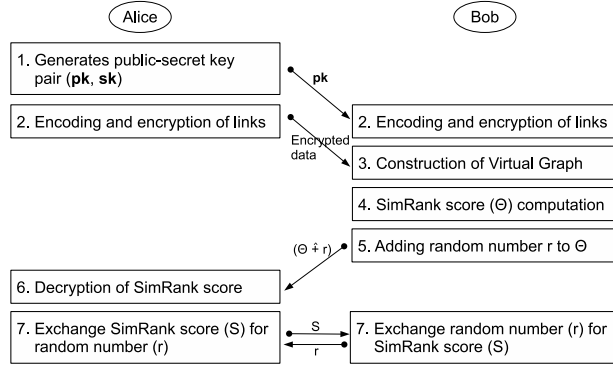 Alice
Bob
1. Generates public-secret key
pair (pk, sk)
pk
2. Encoding and encryption of links
2. Encoding and encryption of links
Encrypted
data
3. Construction of Virtual Graph
4. SimRank score (Θ) computation
5. Adding random number r to Θ
(Θ +̂ r)
6. Decryption of SimRank score
7. Exchange SimRank score (S) for
random number (r)
S
r
7. Exchange random number (r) for
SimRank score (S)